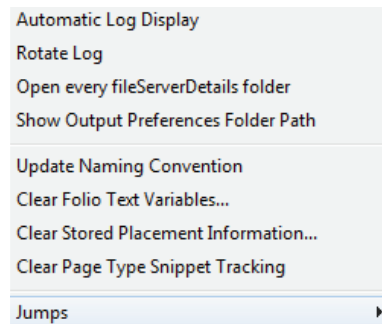 Automatic Log Display
Rotate Log
Open every fileServerDetails folder
Show Output Preferences Folder Path
Update Naming Convention
Clear Folio Text Variables...
Clear Stored Placement Information...
Clear Page Type Snippet Tracking
Jumps